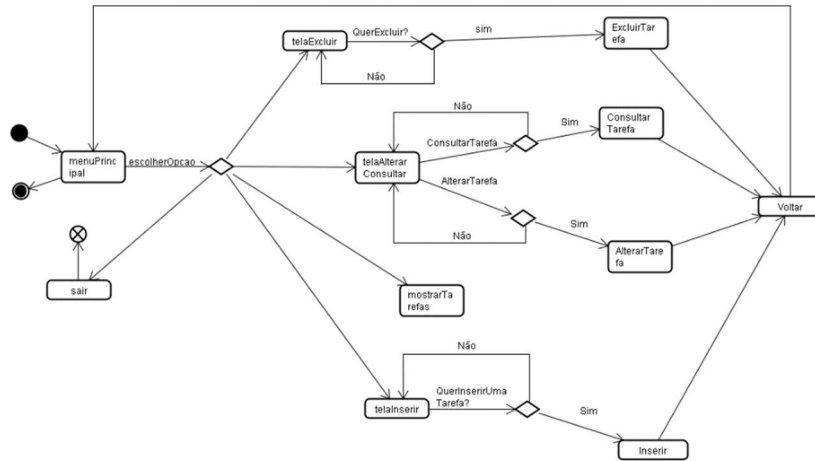 QuerExcluir?
sim
telaExcluir
ExcluirTar
efa
Não
Não
Sim
Consultar
Tarefa
ConsultarTarefa
menuPrinc
ipal
escolherOpcao
telaAlterar
Consultar
AlterarTarefa
Voltar
Sim
Não
AlterarTare
fa
sair
mostrarTa
refas
Não
QuerInserirUma
Tarefa?
telaInserir
Sim
Inserir